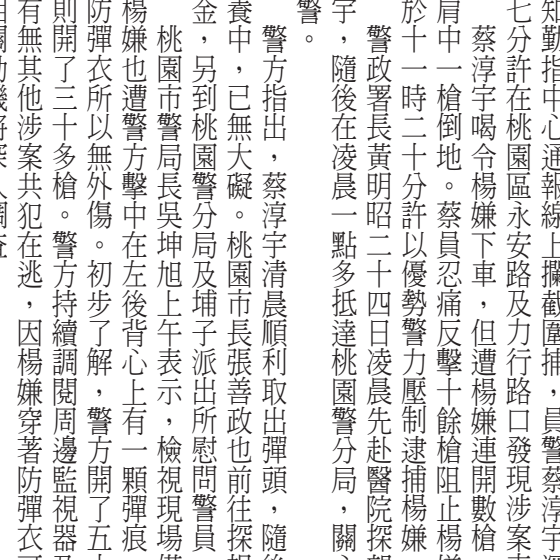 知勤指中心通報線上攔截圍捕，員警蔡淳宇
七分許在桃園區永安路及力行路口發現涉案
蔡淳宇喝令楊嫌下車，但遭楊嫌連開數槍
肩中一槍倒地。蔡員忍痛反擊十餘槍阻止楊嫌
於十一時二十分許以優勢警力壓制逮捕楊嫌
警政署長黃明昭二十四日凌晨先赴醫院探
宇，隨後在凌晨一點多抵達桃園警分局，關
警。
警方指出，蔡淳宇清晨順利取出彈頭，隨
養中，已無大礙。桃園市長張善政也前往探
金，另到桃園警分局及埔子派出所慰問警員
桃園市警局長吳坤旭上午表示，檢視現場
楊嫌也遭警方擊中在左後背心上有一顆彈痕
防彈衣所以無外傷。初步了解，警方開了五
則開了三十多槍。警方持續調閱周邊監視器
有無其他涉案共犯在逃，因楊嫌穿著防彈衣